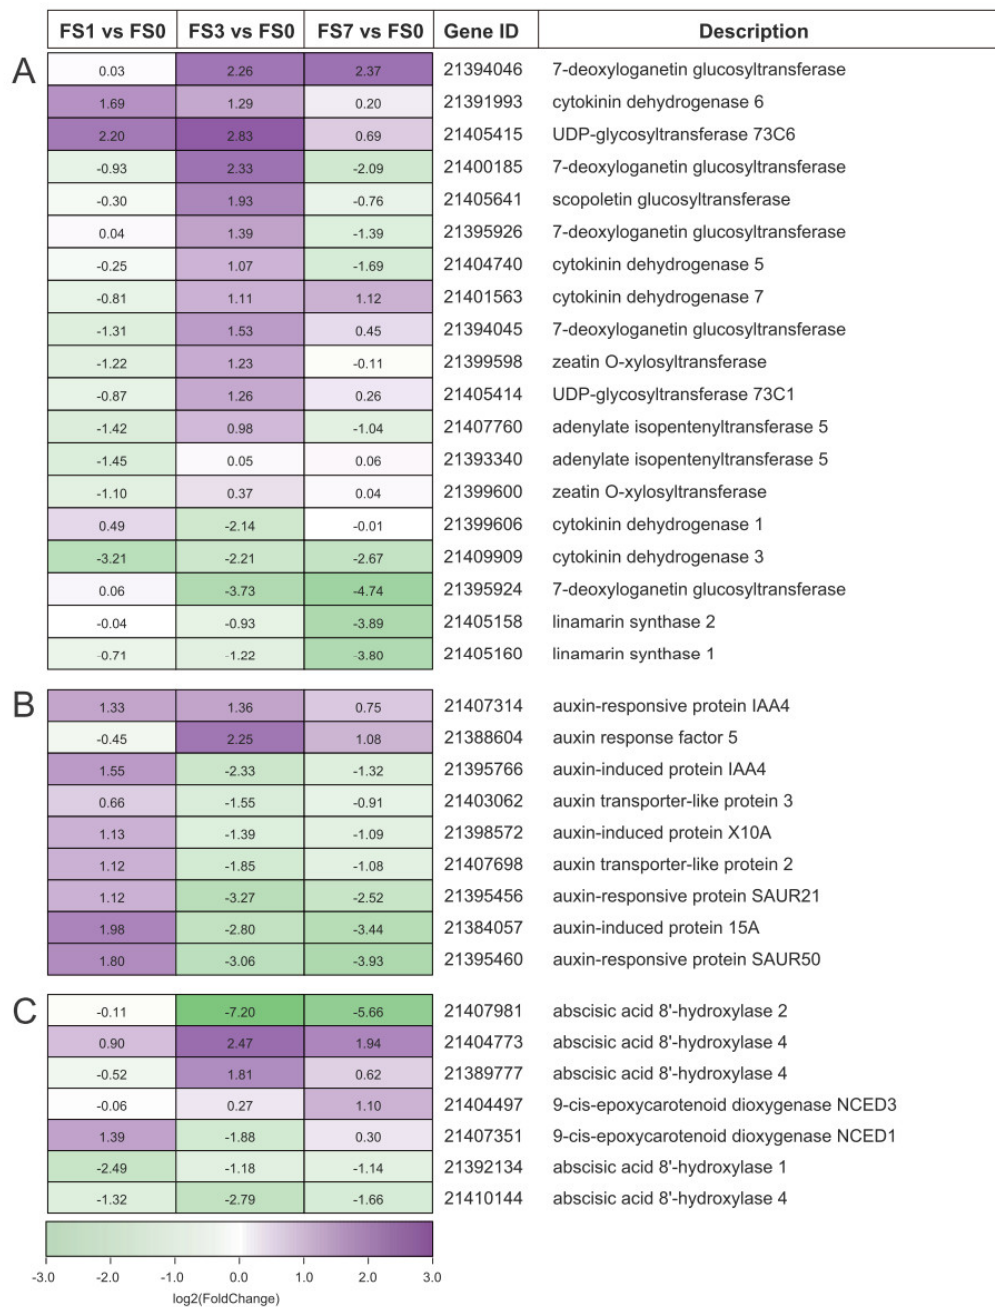 FS1 vs FS0 FS3 vs FS0 FS7 vs FS0 Gene ID Description
A 0.03 2.26 2.37 21394046 7-deoxyloganetin glucosyltransferase
1.69 1.29 0.20 21391993 cytokinin dehydrogenase 6
2.20 2.83 0.69 21405415 UDP-glycosyltransferase 73C6
-0.93 2.33 -2.09 21400185 7-deoxyloganetin glucosyltransferase
-0.30 1.93 -0.76 21405641 scopoletin glucosyltransferase
0.04 1.39 -1.39 21395926 7-deoxyloganetin glucosyltransferase
-0.25 1.07 -1.69 21404740 cytokinin dehydrogenase 5
-0.81 1.11 1.12 21401563 cytokinin dehydrogenase 7
-1.31 1.53 0.45 21394045 7-deoxyloganetin glucosyltransferase
-1.22 1.23 -0.11 21399598 zeatin O-xylosyltransferase
-0.87 1.26 0.26 21405414 UDP-glycosyltransferase 73C1
-1.42 0.98 -1.04 21407760 adenylate isopentenyltransferase 5
-1.45 0.05 0.06 21393340 adenylate isopentenyltransferase 5
-1.10 0.37 0.04 21399600 zeatin O-xylosyltransferase
0.49 -2.14 -0.01 21399606 cytokinin dehydrogenase 1
-3.21 -2.21 -2.67 21409909 cytokinin dehydrogenase 3
0.06 -3.73 -4.74 21395924 7-deoxyloganetin glucosyltransferase
-0.04 -0.93 -3.89 21405158 linamarin synthase 2
-0.71 -1.22 -3.80 21405160 linamarin synthase 1
B 1.33 1.36 0.75 21407314 auxin-responsive protein IAA4
-0.45 2.25 1.08 21388604 auxin response factor 5
1.55 -2.33 -1.32 21395766 auxin-induced protein IAA4
0.66 -1.55 -0.91 21403062 auxin transporter-like protein 3
1.13 -1.39 -1.09 21398572 auxin-induced protein X10A
1.12 -1.85 -1.08 21407698 auxin transporter-like protein 2
1.12 -3.27 -2.52 21395456 auxin-responsive protein SAUR21
1.98 -2.80 -3.44 21384057 auxin-induced protein 15A
1.80 -3.06 -3.93 21395460 auxin-responsive protein SAUR50
C -0.11 -7.20 -5.66 21407981 abscisic acid 8'-hydroxylase 2
0.90 2.47 1.94 21404773 abscisic acid 8'-hydroxylase 4
-0.52 1.81 0.62 21389777 abscisic acid 8'-hydroxylase 4
-0.06 0.27 1.10 21404497 9-cis-epoxycarotenoid dioxygenase NCED3
1.39 -1.88 0.30 21407351 9-cis-epoxycarotenoid dioxygenase NCED1
-2.49 -1.18 -1.14 21392134 abscisic acid 8'-hydroxylase 1
-1.32 -2.79 -1.66 21410144 abscisic acid 8'-hydroxylase 4
-3.0 -2.0 -1.0 0.0 1.0 2.0 3.0
log2(FoldChange)